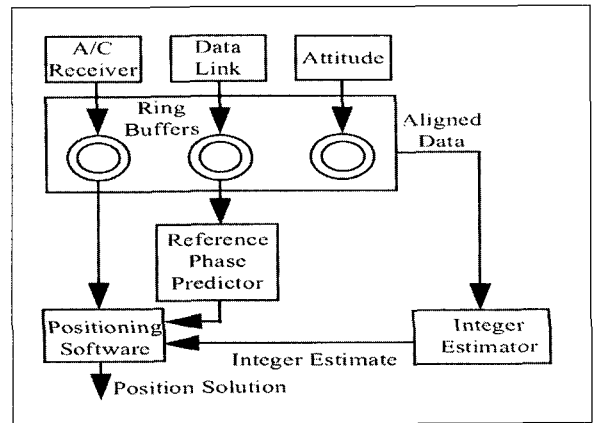 A/C
Receiver
Data
Link
Attitude
Ring
Buffers
Aligned
Data
Reference
Phase
Predictor
Positioning
Software
Integer
Estimator
Integer Estimate
Position Solution